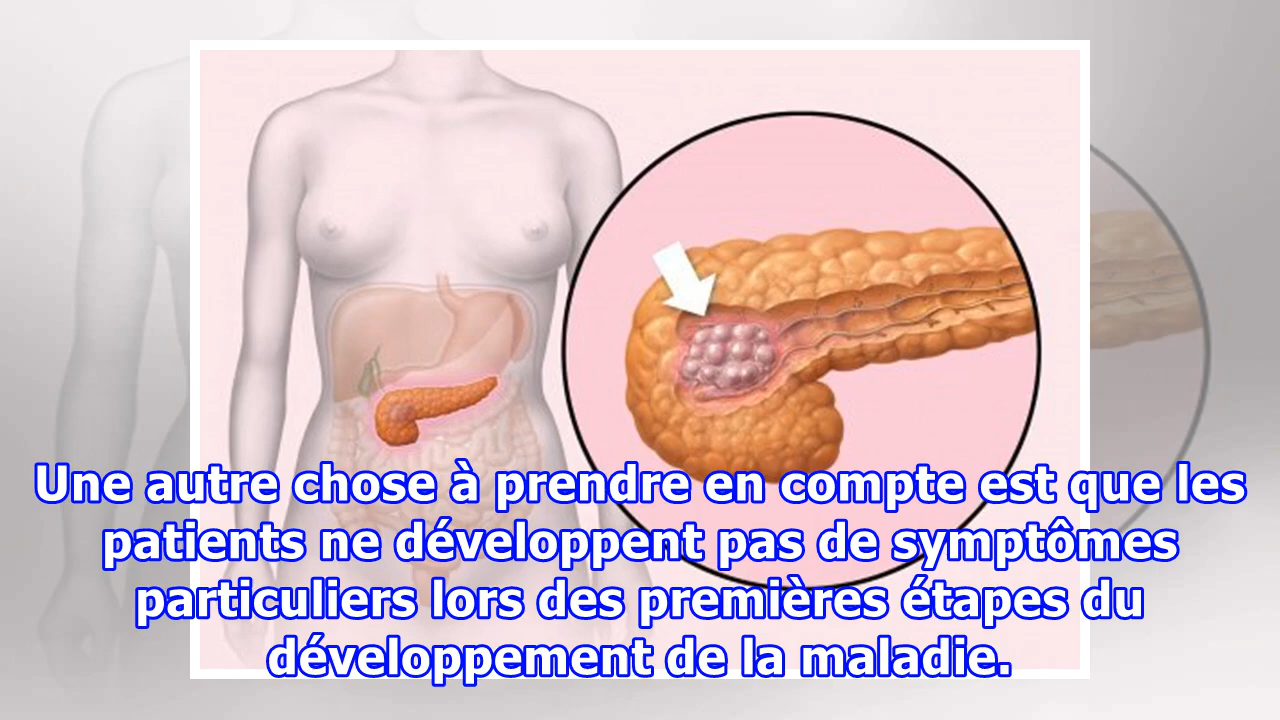 Une autre chose à prendre en compte est que les
patients ne développent pas de symptômes
particuliers lors des premières étapes du
développement de la maladie.